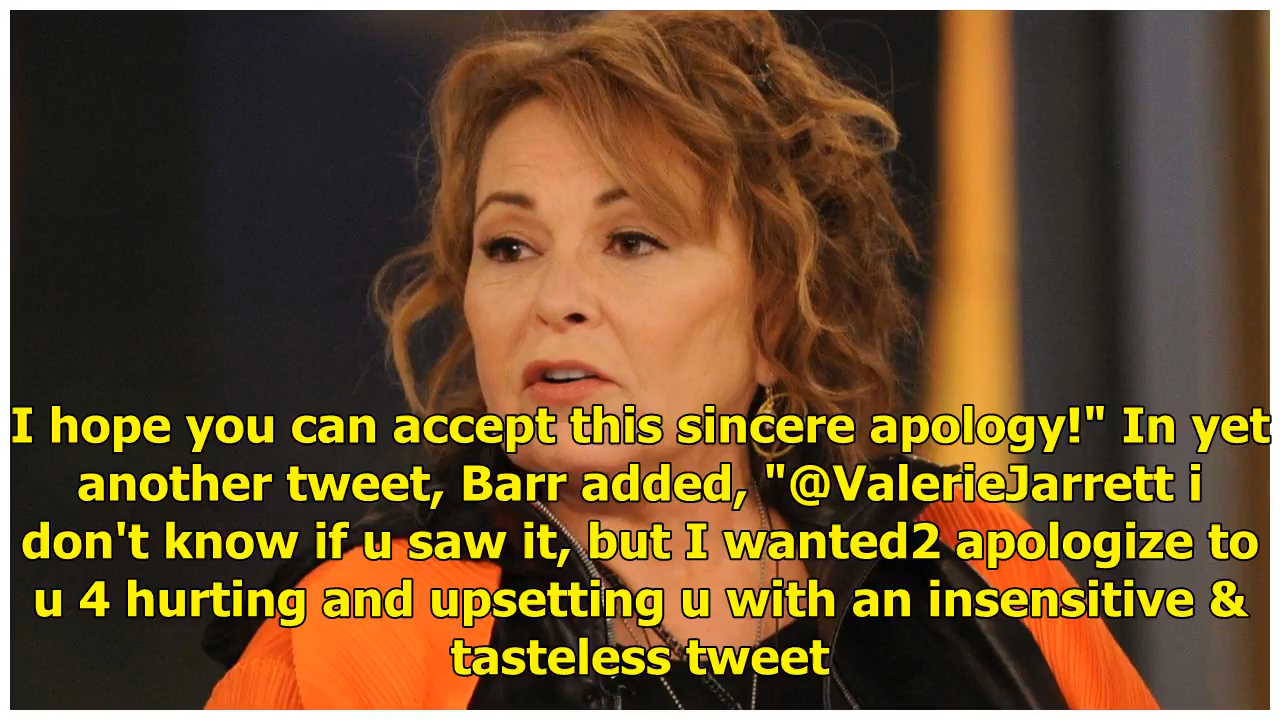 I hope you can accept this sincere apology!" In yet
another tweet, Barr added, "@ValerieJarrett i
don't know if u saw it, but I wanted2 apologize to
u 4 hurting and upsetting u with an insensitive &
tasteless tweet